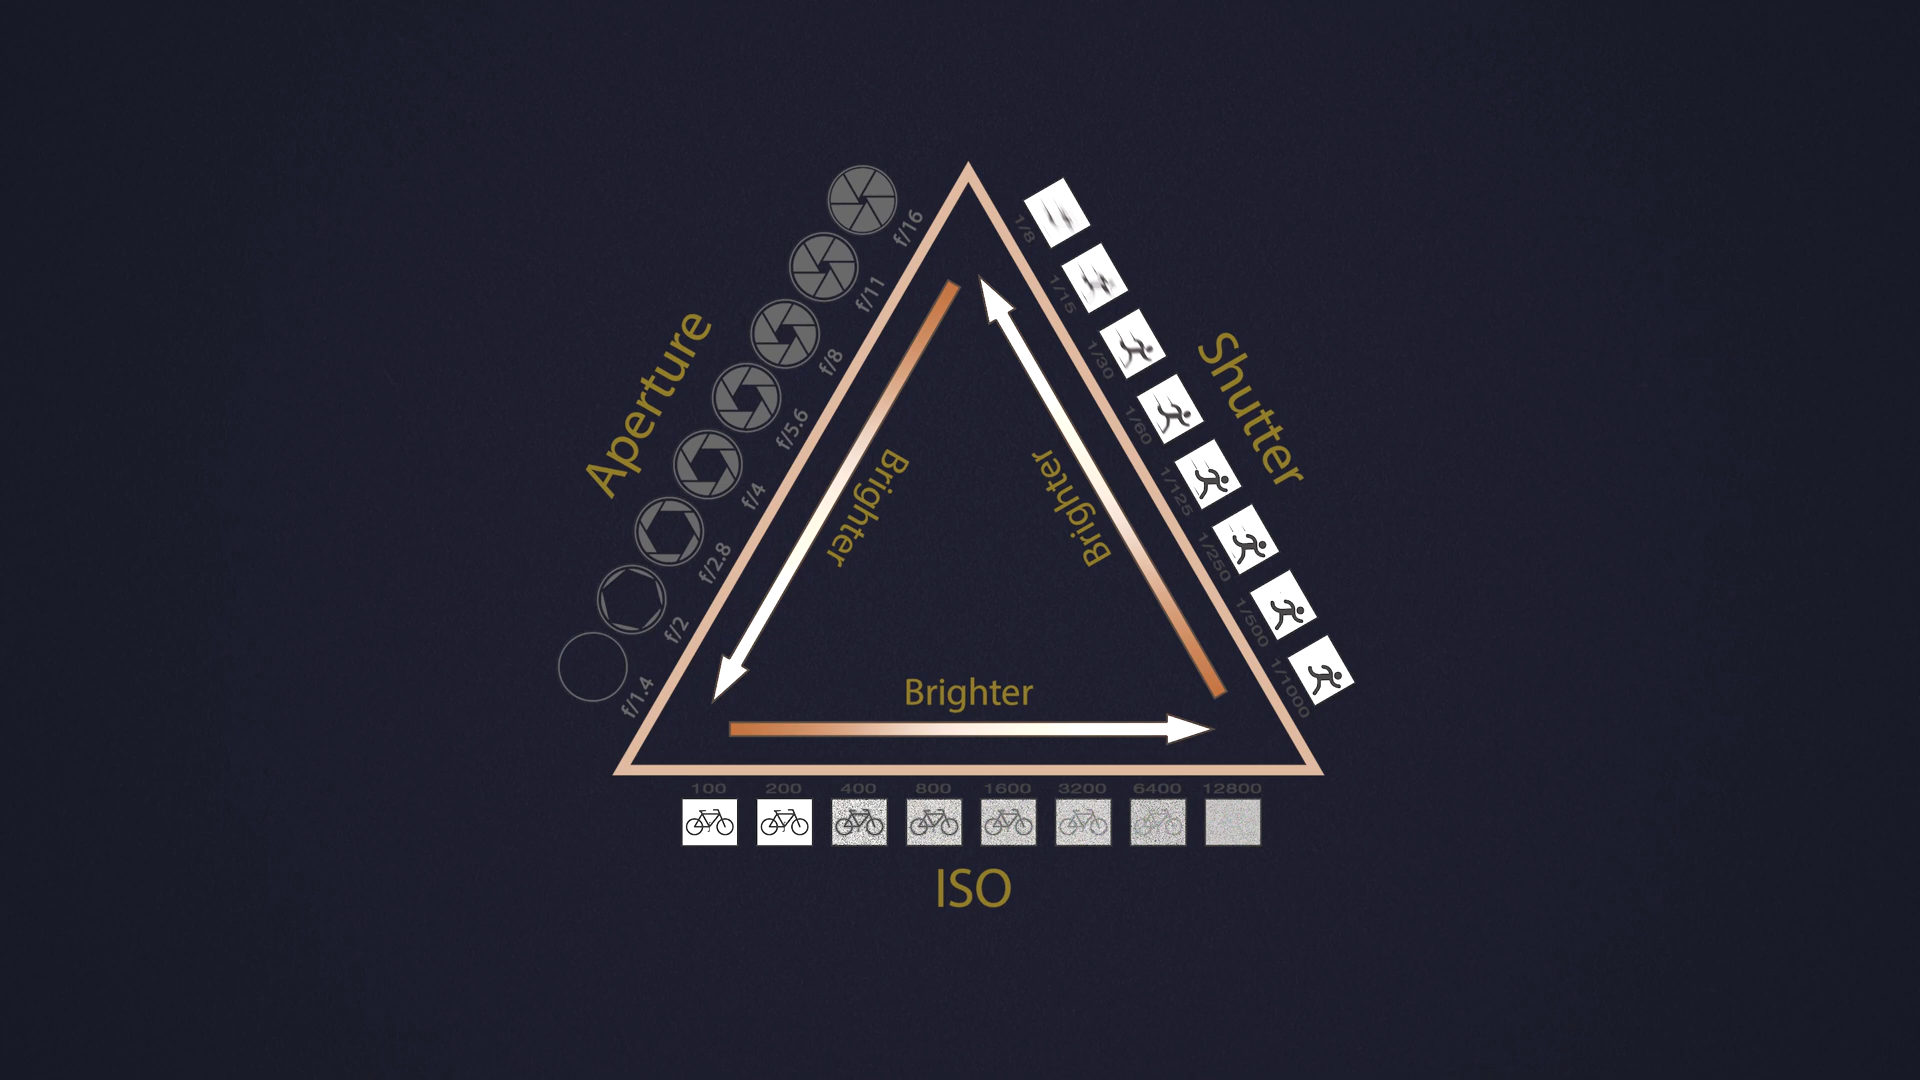 Aperture
f/16
f/11
f/8
f/5.6
f/4
f/2.8
f/2
f/1.4
Shutter
1/8
1/15
1/30
1/60
1/125
1/250
1/500
1/1000
Brighter
Brighter
Brighter
100 200 400 800 1600 3200 6400 12800
ISO